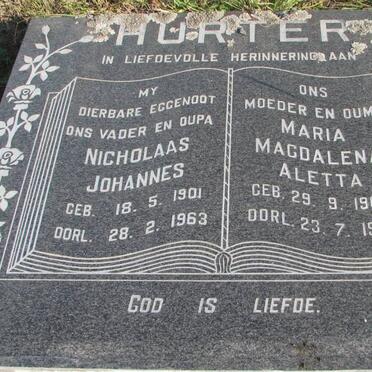 HURTER
IN LIEFDEVOLLE HERINNERING AAN
MY
DIERBARE EGGENOOT
ONS VADER EN OUPA
NICHOLAAS
JOHANNES
GEB. 18. 5. 1901
OORL. 28. 2. 1963
ONS
MOEDER EN OUM
MARIA
MAGDALENA
ALETTA
GEB. 29. 9. 19
OORL. 23. 7. 1
GOD IS LIEFDE.